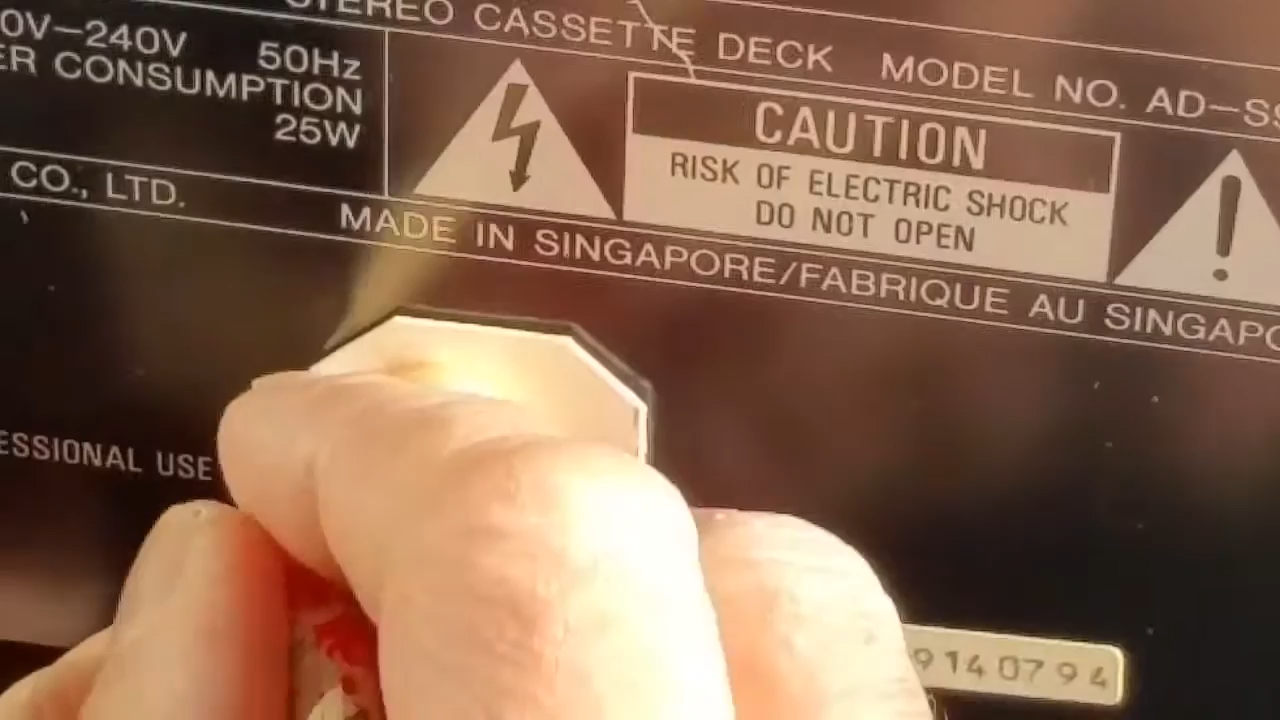 STEREO CASSETTE DECK MODEL NO. AD-S
0V-240V 50Hz
ER CONSUMPTION
25W
CAUTION
RISK OF ELECTRIC SHOCK
DO NOT OPEN
CO., LTD.
MADE IN SINGAPORE/FABRIQUE AU SINGAPO
ESSIONAL USE
9140794